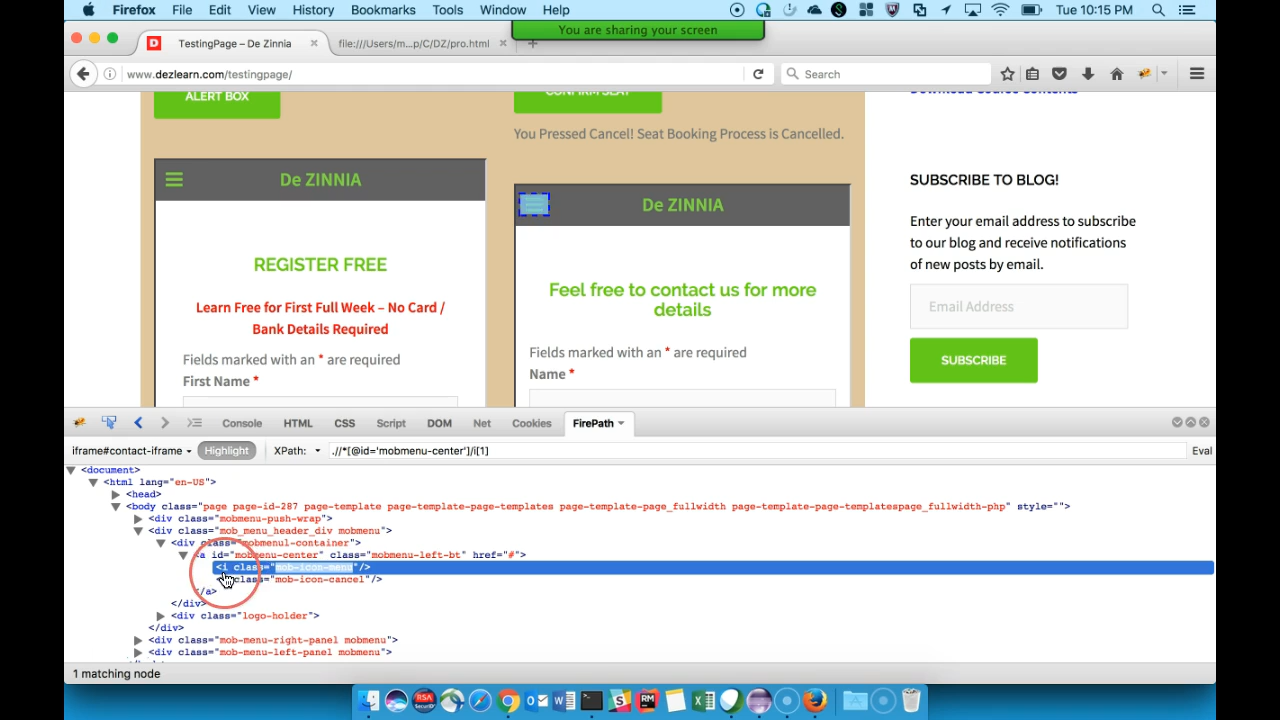 Firefox File Edit View History Bookmarks Tools Window Help Tue 10:15 PM
You are sharing your screen
TestingPage – De Zinnia × file:///Users/m...p/C/DZ/pro.html ×
www.dezlearn.com/testingpage/ Search
ALERT BOX
You Pressed Cancel! Seat Booking Process is Cancelled.
De ZINNIA
REGISTER FREE
Learn Free for First Full Week – No Card /
Bank Details Required
Fields marked with an * are required
First Name *
De ZINNIA
Feel free to contact us for more
details
Fields marked with an * are required
Name *
SUBSCRIBE TO BLOG!
Enter your email address to subscribe
to our blog and receive notifications
of new posts by email.
Email Address
SUBSCRIBE
Console HTML CSS Script DOM Net Cookies FirePath
iframe#contact-iframe Highlight XPath: .//*[@id='mobmenu-center']/i[1] Eval
<document>
<html lang="en-US">
<head>
<body class="page page-id-287 page-template page-template-page-templates page-template-page_fullwidth page-template-page-templatespage_fullwidth-php" style="">
<div class="mobmenu-push-wrap">
<div class="mob_menu_header_div mobmenu">
<div class="mobmenul-container">
<a id="mobmenu-center" class="mobmenu-left-bt" href="#">
<i class="mob-icon-menu"/>
class="mob-icon-cancel"/>
</a>
</div>
<div class="logo-holder">
</div>
<div class="mob-menu-right-panel mobmenu">
<div class="mob-menu-left-panel mobmenu">
1 matching node